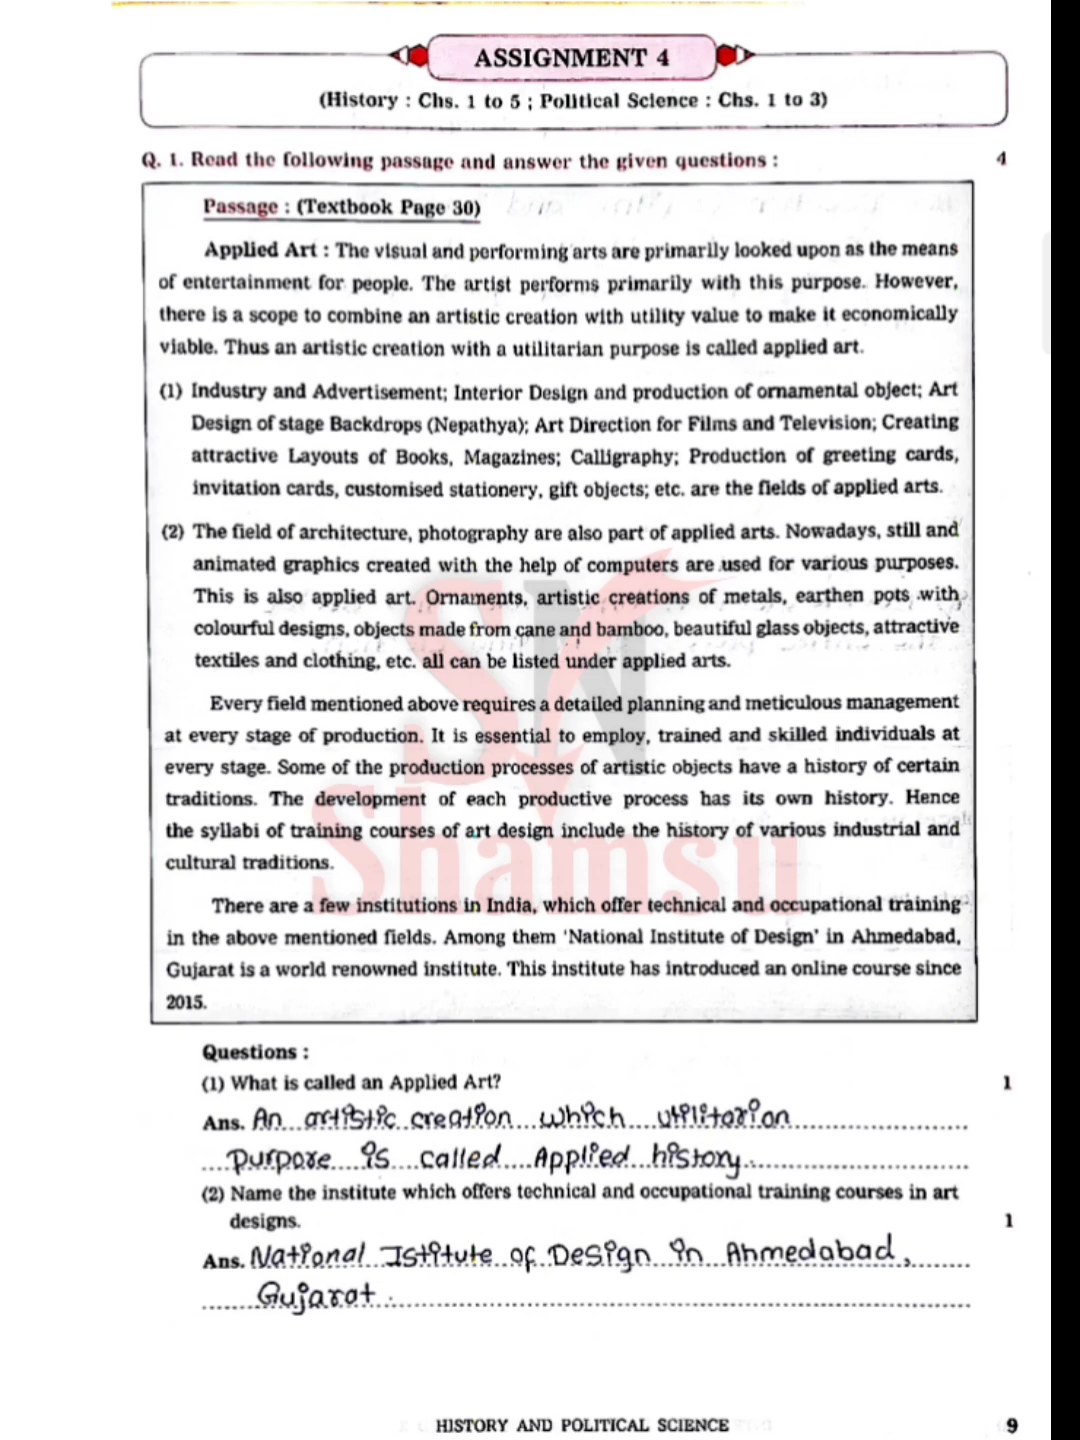 ASSIGNMENT 4
(History : Chs. 1 to 5 ; Political Science : Chs. 1 to 3)
Q. 1. Read the following passage and answer the given questions : 4
Passage : (Textbook Page 30)
Applied Art : The visual and performing arts are primarily looked upon as the means
of entertainment for people. The artist performs primarily with this purpose. However,
there is a scope to combine an artistic creation with utility value to make it economically
viable. Thus an artistic creation with a utilitarian purpose is called applied art.
(1) Industry and Advertisement; Interior Design and production of ornamental object; Art
Design of stage Backdrops (Nepathya); Art Direction for Films and Television; Creating
attractive Layouts of Books, Magazines; Calligraphy; Production of greeting cards,
invitation cards, customised stationery, gift objects; etc. are the fields of applied arts.
(2) The field of architecture, photography are also part of applied arts. Nowadays, still and
animated graphics created with the help of computers are used for various purposes.
This is also applied art. Ornaments, artistic creations of metals, earthen pots with
colourful designs, objects made from cane and bamboo, beautiful glass objects, attractive
textiles and clothing, etc. all can be listed under applied arts.
Every field mentioned above requires a detailed planning and meticulous management
at every stage of production. It is essential to employ, trained and skilled individuals at
every stage. Some of the production processes of artistic objects have a history of certain
traditions. The development of each productive process has its own history. Hence
the syllabi of training courses of art design include the history of various industrial and
cultural traditions.
There are a few institutions in India, which offer technical and occupational training
in the above mentioned fields. Among them 'National Institute of Design' in Ahmedabad,
Gujarat is a world renowned institute. This institute has introduced an online course since
2015.
SN
Shamsu
Questions :
(1) What is called an Applied Art? 1
Ans. An artistic creation which utilitarion
purpose is called Applied history.
(2) Name the institute which offers technical and occupational training courses in art
designs. 1
Ans. National Istitute of Design in Ahmedabad,
Gujarat.
HISTORY AND POLITICAL SCIENCE 9